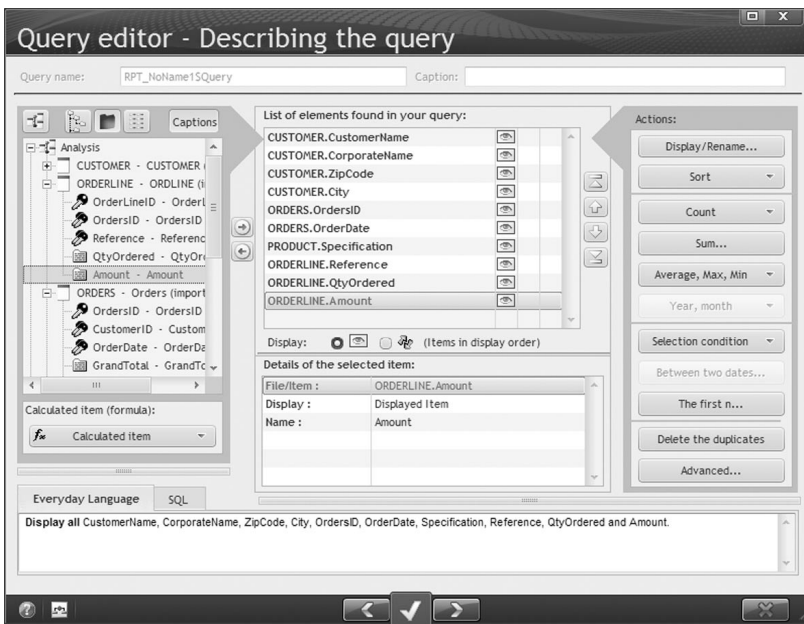 Query editor - Describing the query
Query name: RPT_NoName1$Query Caption:
Captions
Analysis
CUSTOMER - CUSTOMER
ORDERLINE - ORDLINE
OrderLineID - OrderL
OrdersID - OrdersID
Reference - Referenc
QtyOrdered - QtyOr
Amount - Amount
ORDERS - Orders (import
OrdersID - OrdersID
CustomerID - Custom
OrderDate - OrderDa
GrandTotal - GrandTo
Calculated item (formula):
fx Calculated item
List of elements found in your query:
CUSTOMER.CustomerName
CUSTOMER.CorporateName
CUSTOMER.ZipCode
CUSTOMER.City
ORDERS.OrdersID
ORDERS.OrderDate
PRODUCT.Specification
ORDERLINE.Reference
ORDERLINE.QtyOrdered
ORDERLINE.Amount
Display: (Items in display order)
Details of the selected item:
File/Item : ORDERLINE.Amount
Display : Displayed Item
Name : Amount
Actions:
Display/Rename...
Sort
Count
Sum...
Average, Max, Min
Year, month
Selection condition
Between two dates...
The first n...
Delete the duplicates
Advanced...
Everyday Language SQL
Display all CustomerName, CorporateName, ZipCode, City, OrdersID, OrderDate, Specification, Reference, QtyOrdered and Amount.